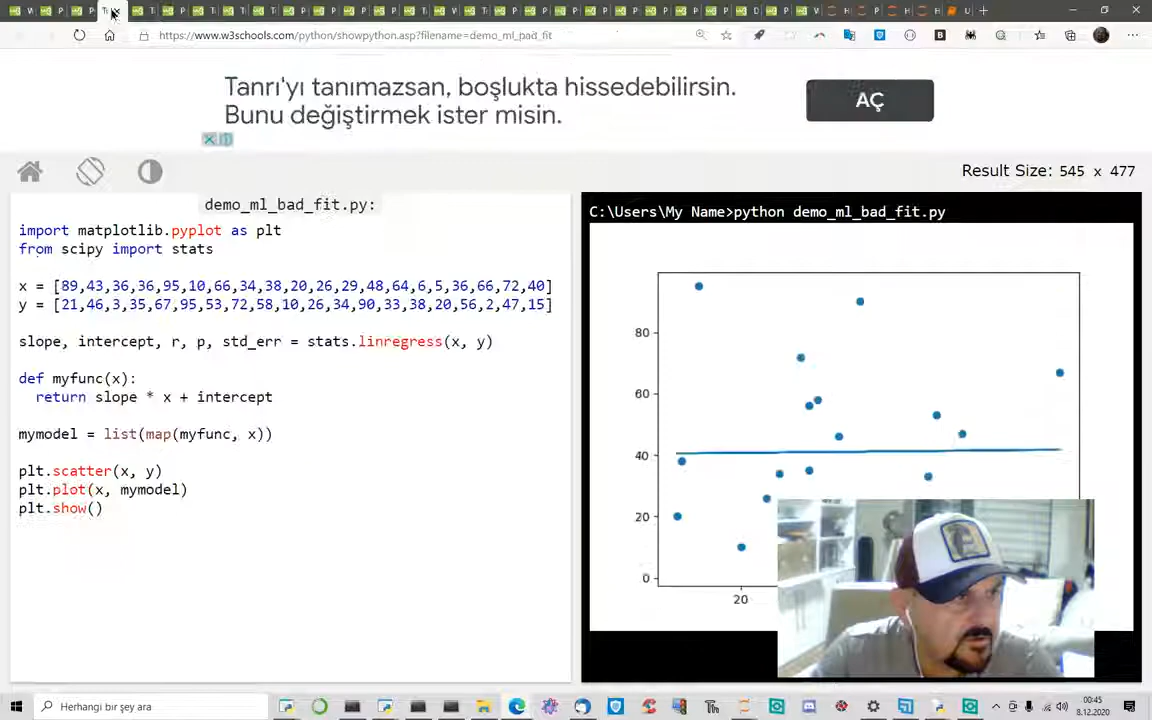 https://www.w3schools.com/python/showpython.asp?filename=demo_ml_bad_fit
Tanrı'yı tanımazsan, boşlukta hissedebilirsin.
Bunu değiştirmek ister misin.
AÇ
Result Size: 545 x 477
demo_ml_bad_fit.py:
import matplotlib.pyplot as plt
from scipy import stats
x = [89,43,36,36,95,10,66,34,38,20,26,29,48,64,6,5,36,66,72,40]
y = [21,46,3,35,67,95,53,72,58,10,26,34,90,33,38,20,56,2,47,15]
slope, intercept, r, p, std_err = stats.linregress(x, y)
def myfunc(x):
return slope * x + intercept
mymodel = list(map(myfunc, x))
plt.scatter(x, y)
plt.plot(x, mymodel)
plt.show()
C:\Users\My Name>python demo_ml_bad_fit.py
80
60
40
20
0
20
Herhangi bir şey ara
00:45
8.12.2020